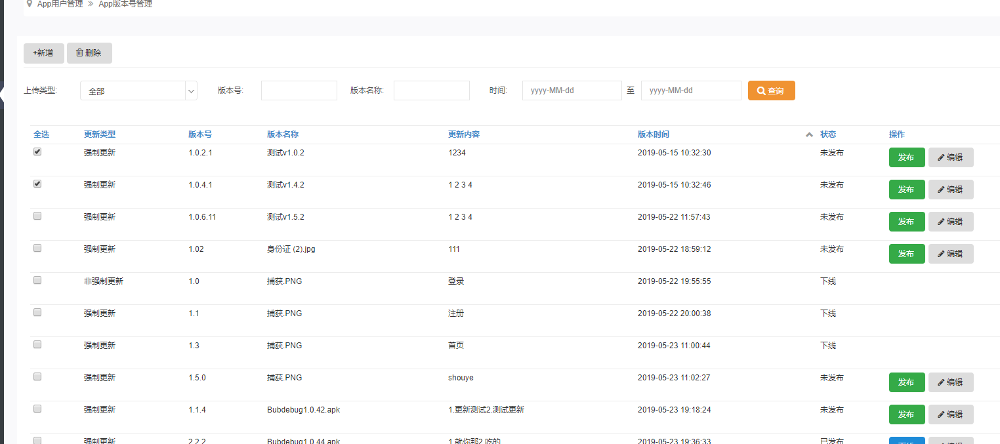 App用户管理 » App版本号管理
+新增 删除
上传类型: 全部 版本号: 版本名称: 时间: yyyy-MM-dd 至 yyyy-MM-dd 查询
全选 更新类型 版本号 版本名称 更新内容 版本时间 状态 操作
强制更新 1.0.2.1 测试v1.0.2 1234 2019-05-15 10:32:30 未发布 发布 编辑
强制更新 1.0.4.1 测试v1.4.2 1 2 3 4 2019-05-15 10:32:46 未发布 发布 编辑
强制更新 1.0.6.11 测试v1.5.2 1 2 3 4 2019-05-22 11:57:43 未发布 发布 编辑
强制更新 1.02 身份证 (2).jpg 111 2019-05-22 18:59:12 未发布 发布 编辑
非强制更新 1.0 捕获.PNG 登录 2019-05-22 19:55:55 下线
强制更新 1.1 捕获.PNG 注册 2019-05-22 20:00:38 下线
强制更新 1.3 捕获.PNG 首页 2019-05-23 11:00:44 下线
强制更新 1.5.0 捕获.PNG shouye 2019-05-23 11:02:27 未发布 发布 编辑
强制更新 1.1.4 Bubdebug1.0.42.apk 1.更新测试2.测试更新 2019-05-23 19:18:24 未发布 发布 编辑
强制更新 2.2.2 Bubdebug1.0.44.apk 1.就你那2.吃的 2019-05-23 19:36:33 已发布